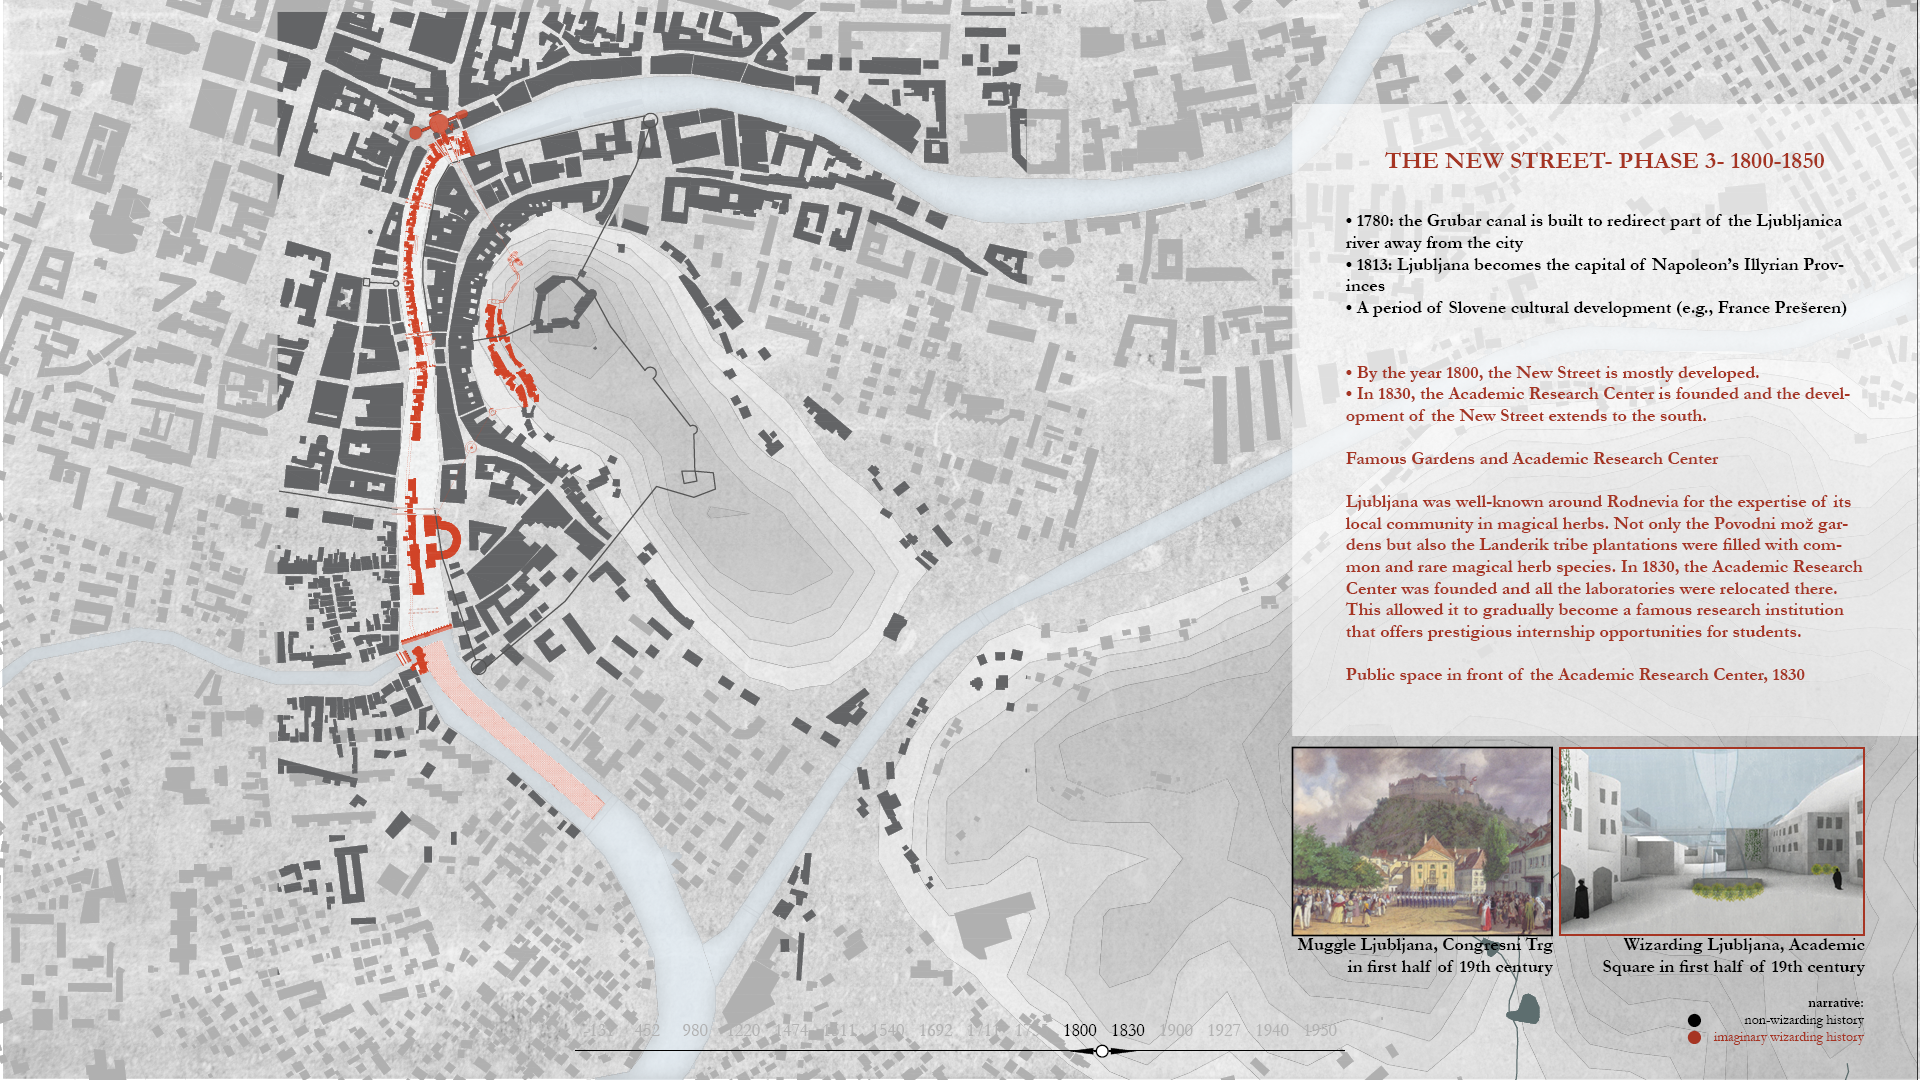 THE NEW STREET- PHASE 3- 1800-1850
• 1780: the Grubar canal is built to redirect part of the Ljubljanica
river away from the city
• 1813: Ljubljana becomes the capital of Napoleon's Illyrian Prov-
inces
• A period of Slovene cultural development (e.g., France Prešeren)
• By the year 1800, the New Street is mostly developed.
• In 1830, the Academic Research Center is founded and the devel-
opment of the New Street extends to the south.
Famous Gardens and Academic Research Center
Ljubljana was well-known around Rodnevia for the expertise of its
local community in magical herbs. Not only the Povodni mož gar-
dens but also the Landerik tribe plantations were filled with com-
mon and rare magical herb species. In 1830, the Academic Research
Center was founded and all the laboratories were relocated there.
This allowed it to gradually become a famous research institution
that offers prestigious internship opportunities for students.
Public space in front of the Academic Research Center, 1830
Muggle Ljubljana, Congresni Trg
in first half of 19th century
Wizarding Ljubljana, Academic
Square in first half of 19th century
narrative:
non-wizarding history
imaginary wizarding history
452 980 1220 1474 1511 1540 1692 1711 1800 1830 1900 1927 1940 1950